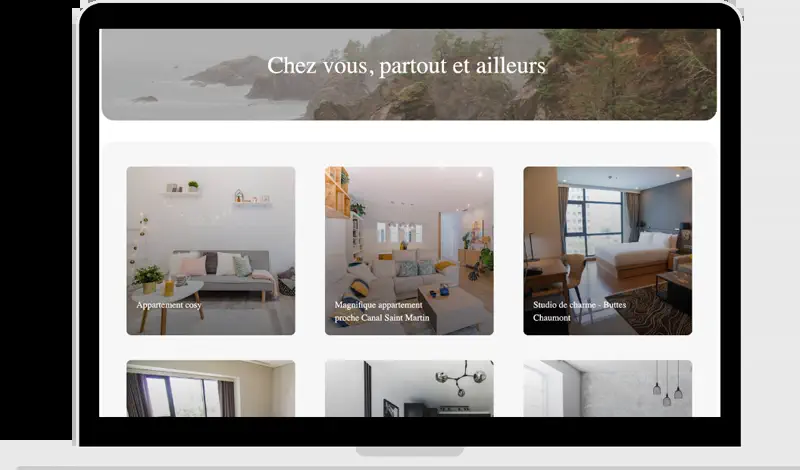 Chez vous, partout et ailleurs
Appartement cosy
Magnifique appartement
proche Canal Saint Martin
Studio de charme - Buttes
Chaumont